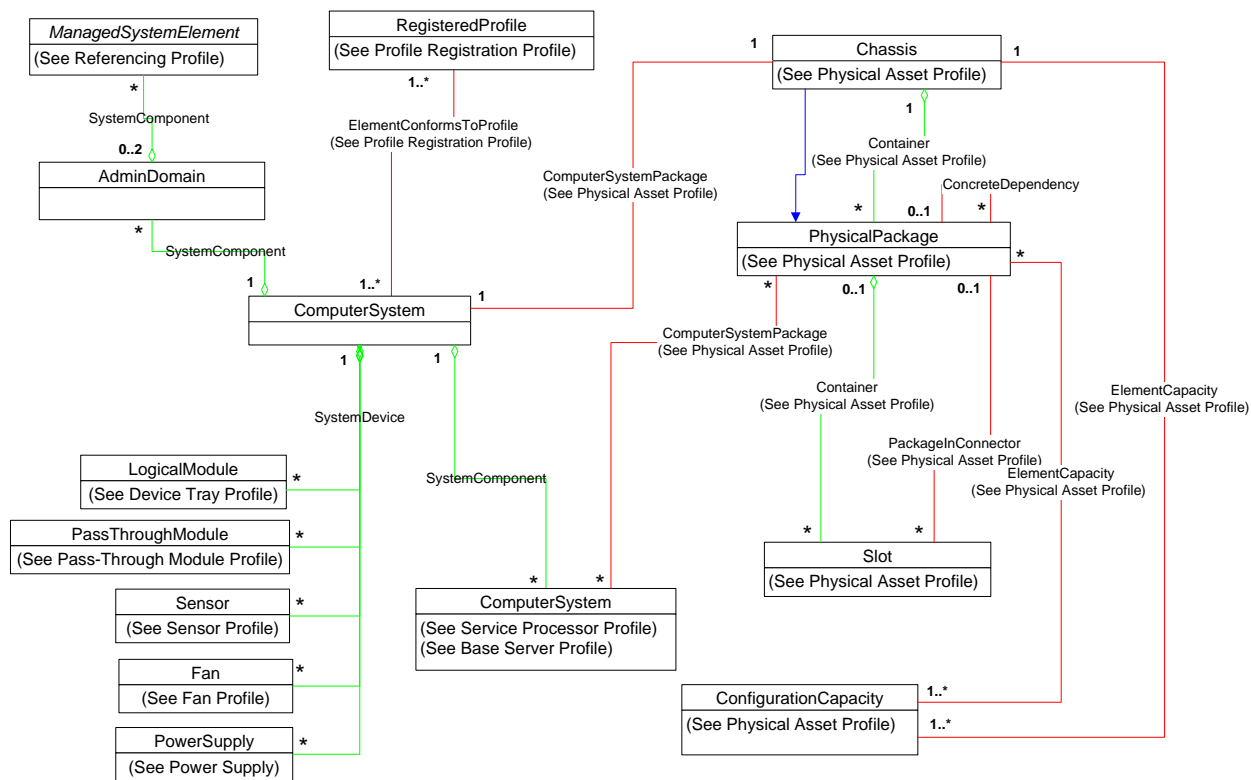 ManagedSystemElement
(See Referencing Profile)
*
SystemComponent
0..2
AdminDomain
*
SystemComponent
1
RegisteredProfile
(See Profile Registration Profile)
1..*
ElementConformsToProfile
(See Profile Registration Profile)
1..*
ComputerSystem
1
1
1
Chassis
(See Physical Asset Profile)
1
1
1
ComputerSystemPackage
(See Physical Asset Profile)
Container
(See Physical Asset Profile)
*
ConcreteDependency
0..1
*
PhysicalPackage
(See Physical Asset Profile)
*
*
0..1
0..1
ComputerSystemPackage
(See Physical Asset Profile)
Container
(See Physical Asset Profile)
ElementCapacity
(See Physical Asset Profile)
PackageInConnector
(See Physical Asset Profile)
ElementCapacity
(See Physical Asset Profile)
*
*
Slot
(See Physical Asset Profile)
SystemDevice
LogicalModule
(See Device Tray Profile)
*
PassThroughModule
(See Pass-Through Module Profile)
*
Sensor
(See Sensor Profile)
*
Fan
(See Fan Profile)
*
PowerSupply
(See Power Supply)
*
SystemComponent
*
*
ComputerSystem
(See Service Processor Profile)
(See Base Server Profile)
ConfigurationCapacity
(See Physical Asset Profile)
1..*
1..*